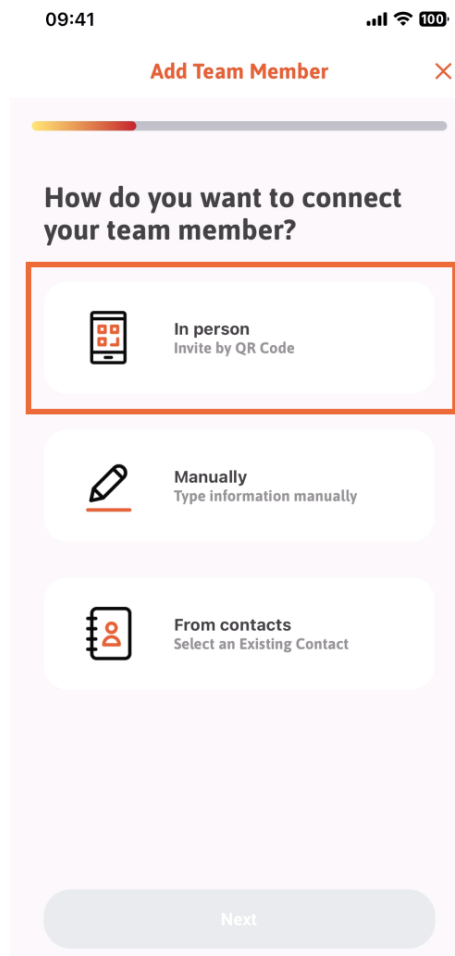 09:41
100
Add Team Member
How do you want to connect
your team member?
In person
Invite by QR Code
Manually
Type information manually
From contacts
Select an Existing Contact
Next